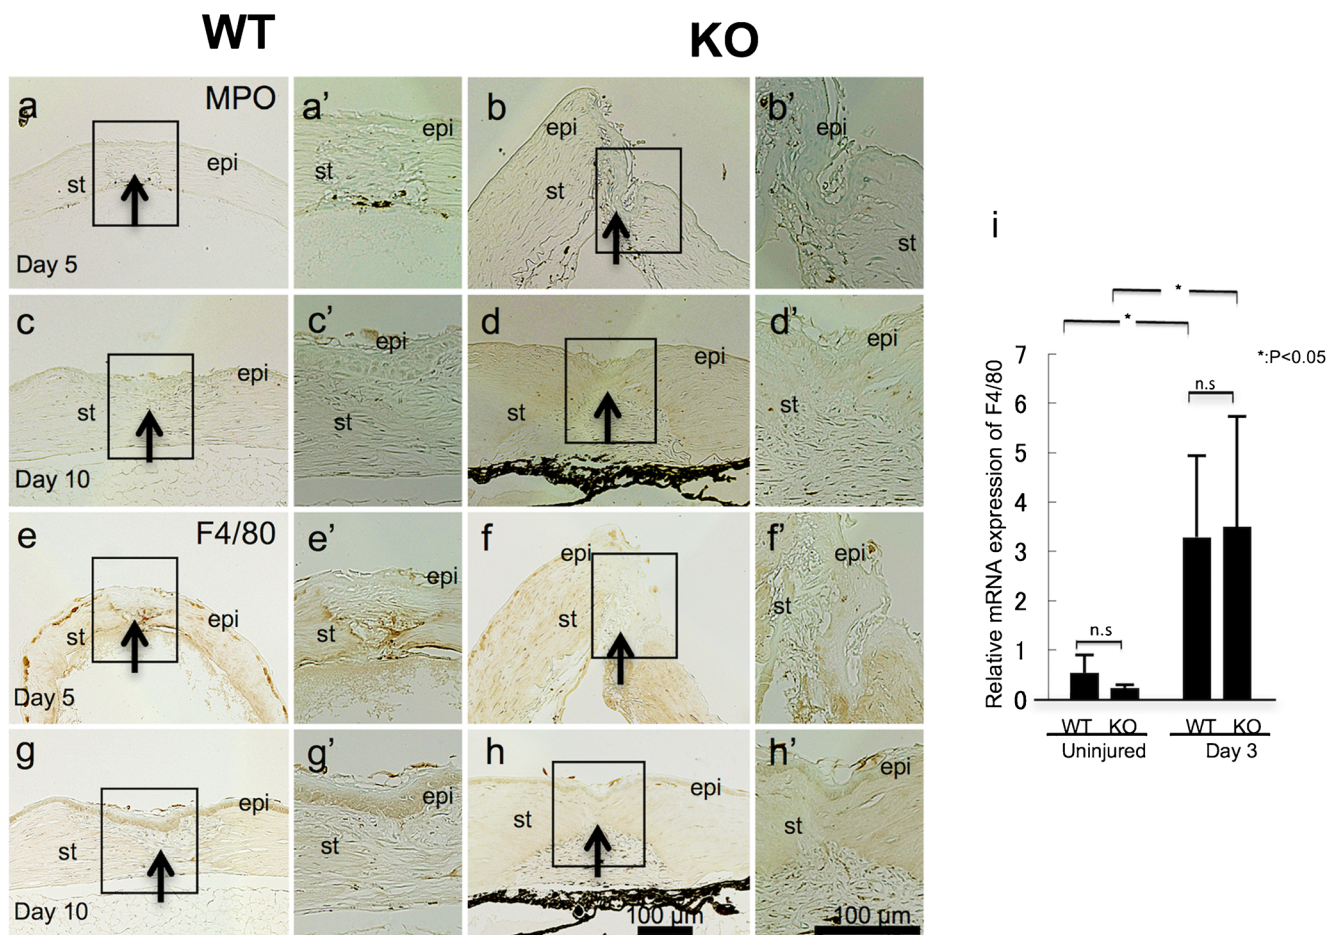 WT
KO
a
MPO
epi
st
Day 5
a’
epi
st
b
epi
st
b’
epi
st
c
epi
st
Day 10
c’
epi
st
d
epi
st
d’
epi
st
e
F4/80
epi
st
Day 5
e’
epi
st
f
epi
st
f’
epi
st
g
epi
st
Day 10
g’
epi
st
h
epi
st
100 µm
h’
epi
st
100 µm
i
*
*
*:P<0.05
Relative mRNA expression of F4/80
7
6
5
4
3
2
1
0
n.s
n.s
WT KO WT KO
Uninjured Day 3